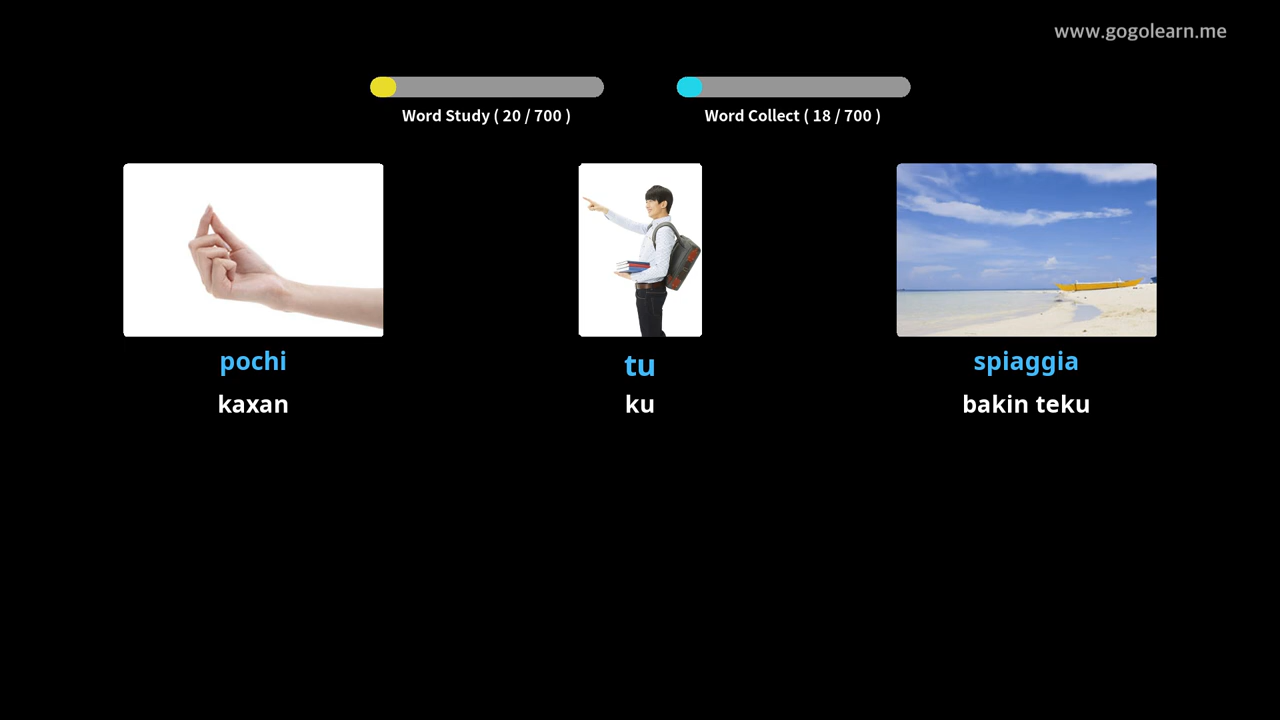 www.gogolearn.me
Word Study ( 20 / 700 )
Word Collect ( 18 / 700 )
pochi
kaxan
tu
ku
spiaggia
bakin teku